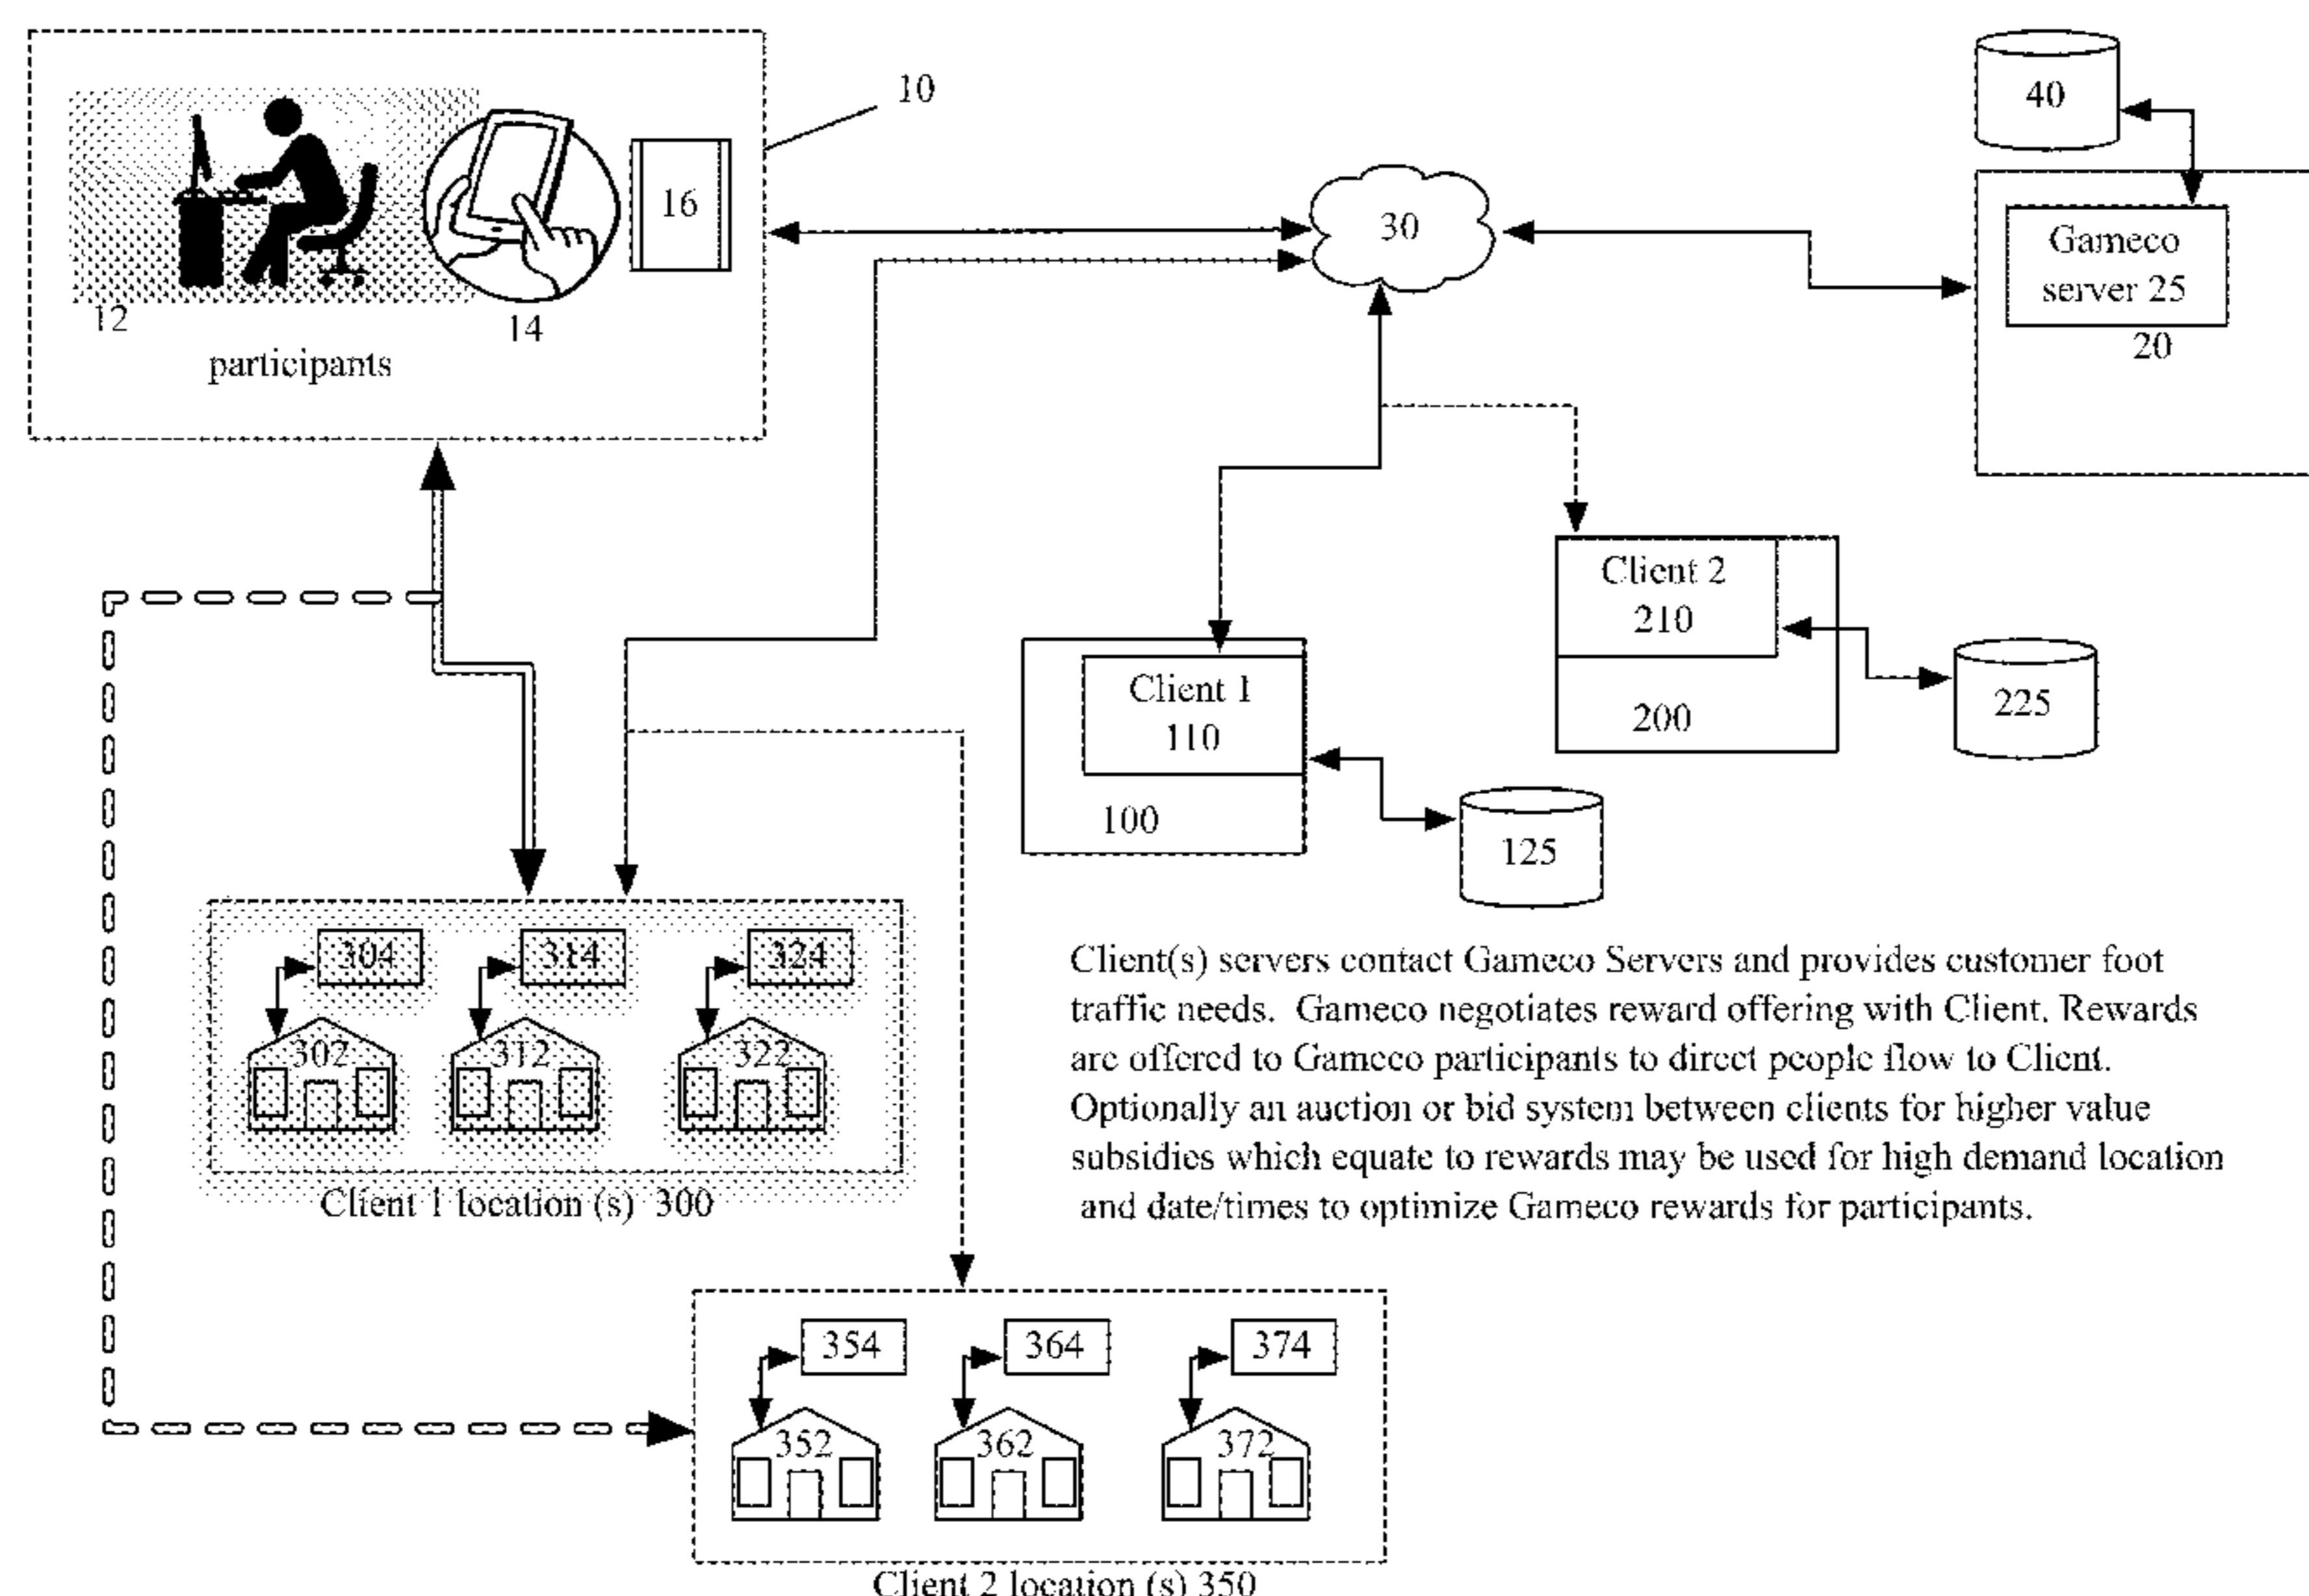 10
40
16
30
Gameco
server 25
20
12
14
participants
Client 2
210
200
225
Client 1
110
100
125
304
314
324
302
312
322
Client 1 location (s) 300
Client(s) servers contact Gameco Servers and provides customer foot
traffic needs. Gameco negotiates reward offering with Client. Rewards
are offered to Gameco participants to direct people flow to Client.
Optionally an auction or bid system between clients for higher value
subsidies which equate to rewards may be used for high demand location
and date/times to optimize Gameco rewards for participants.
354
364
374
352
362
372
Client 2 location (s) 350